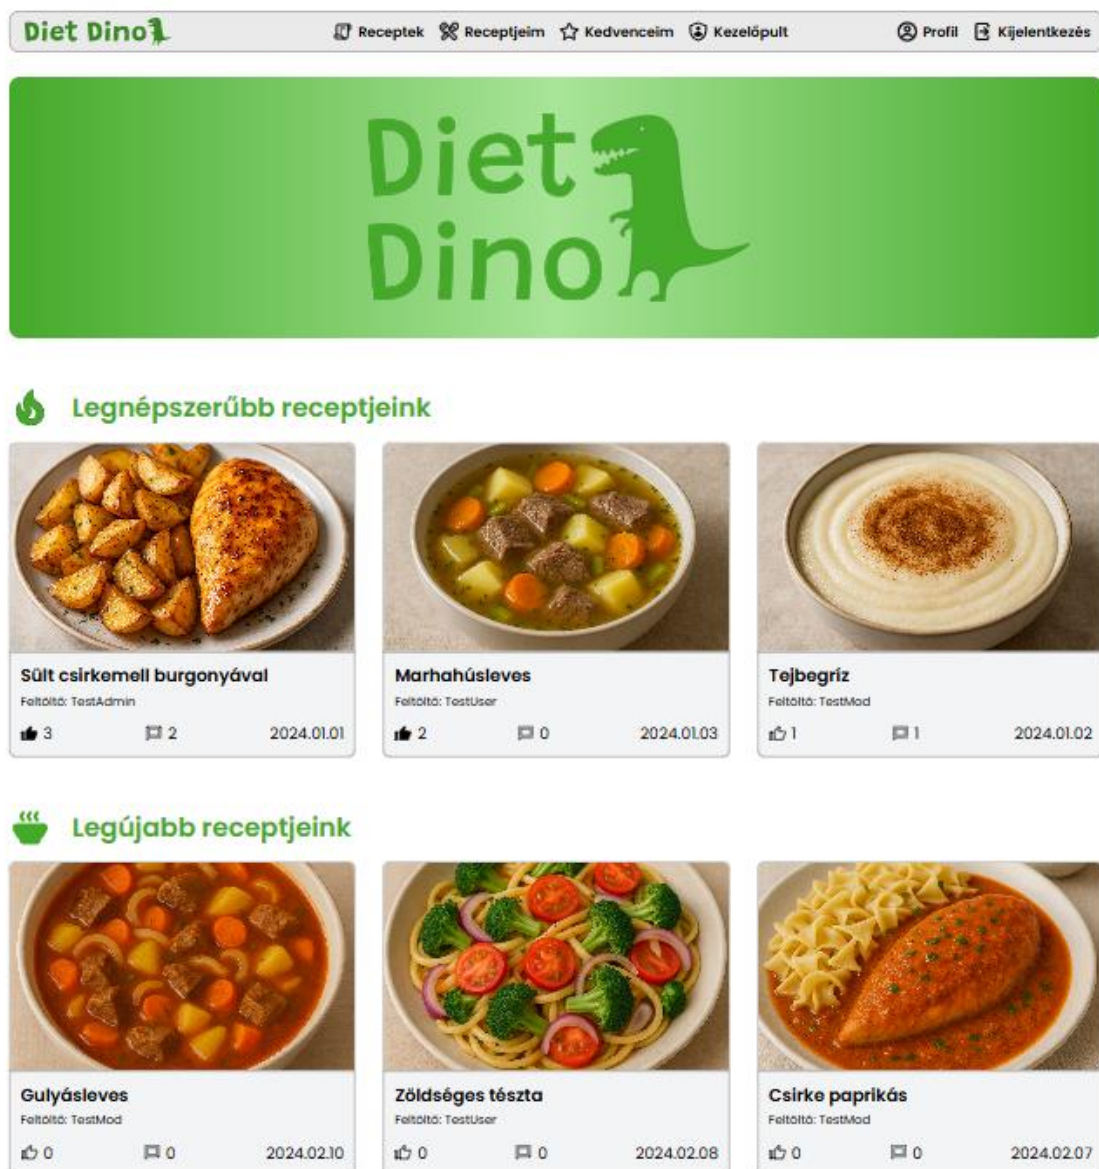 Diet Dino
Receptek Receptjeim Kedvenceim Kezelőpult Profil Kijelentkezés
Diet
Dino
Legnépszerűbb receptjeink
Sült csirkemell burgonyával
Feltöltő: TestAdmin
3 2 2024.01.01
Marhahúsleves
Feltöltő: TestUser
2 0 2024.01.03
Tejbegríz
Feltöltő: TestMod
1 1 2024.01.02
Legújabb receptjeink
Gulyásleves
Feltöltő: TestMod
0 0 2024.02.10
Zöldséges tészta
Feltöltő: TestUser
0 0 2024.02.08
Csirke paprikás
Feltöltő: TestMod
0 0 2024.02.07